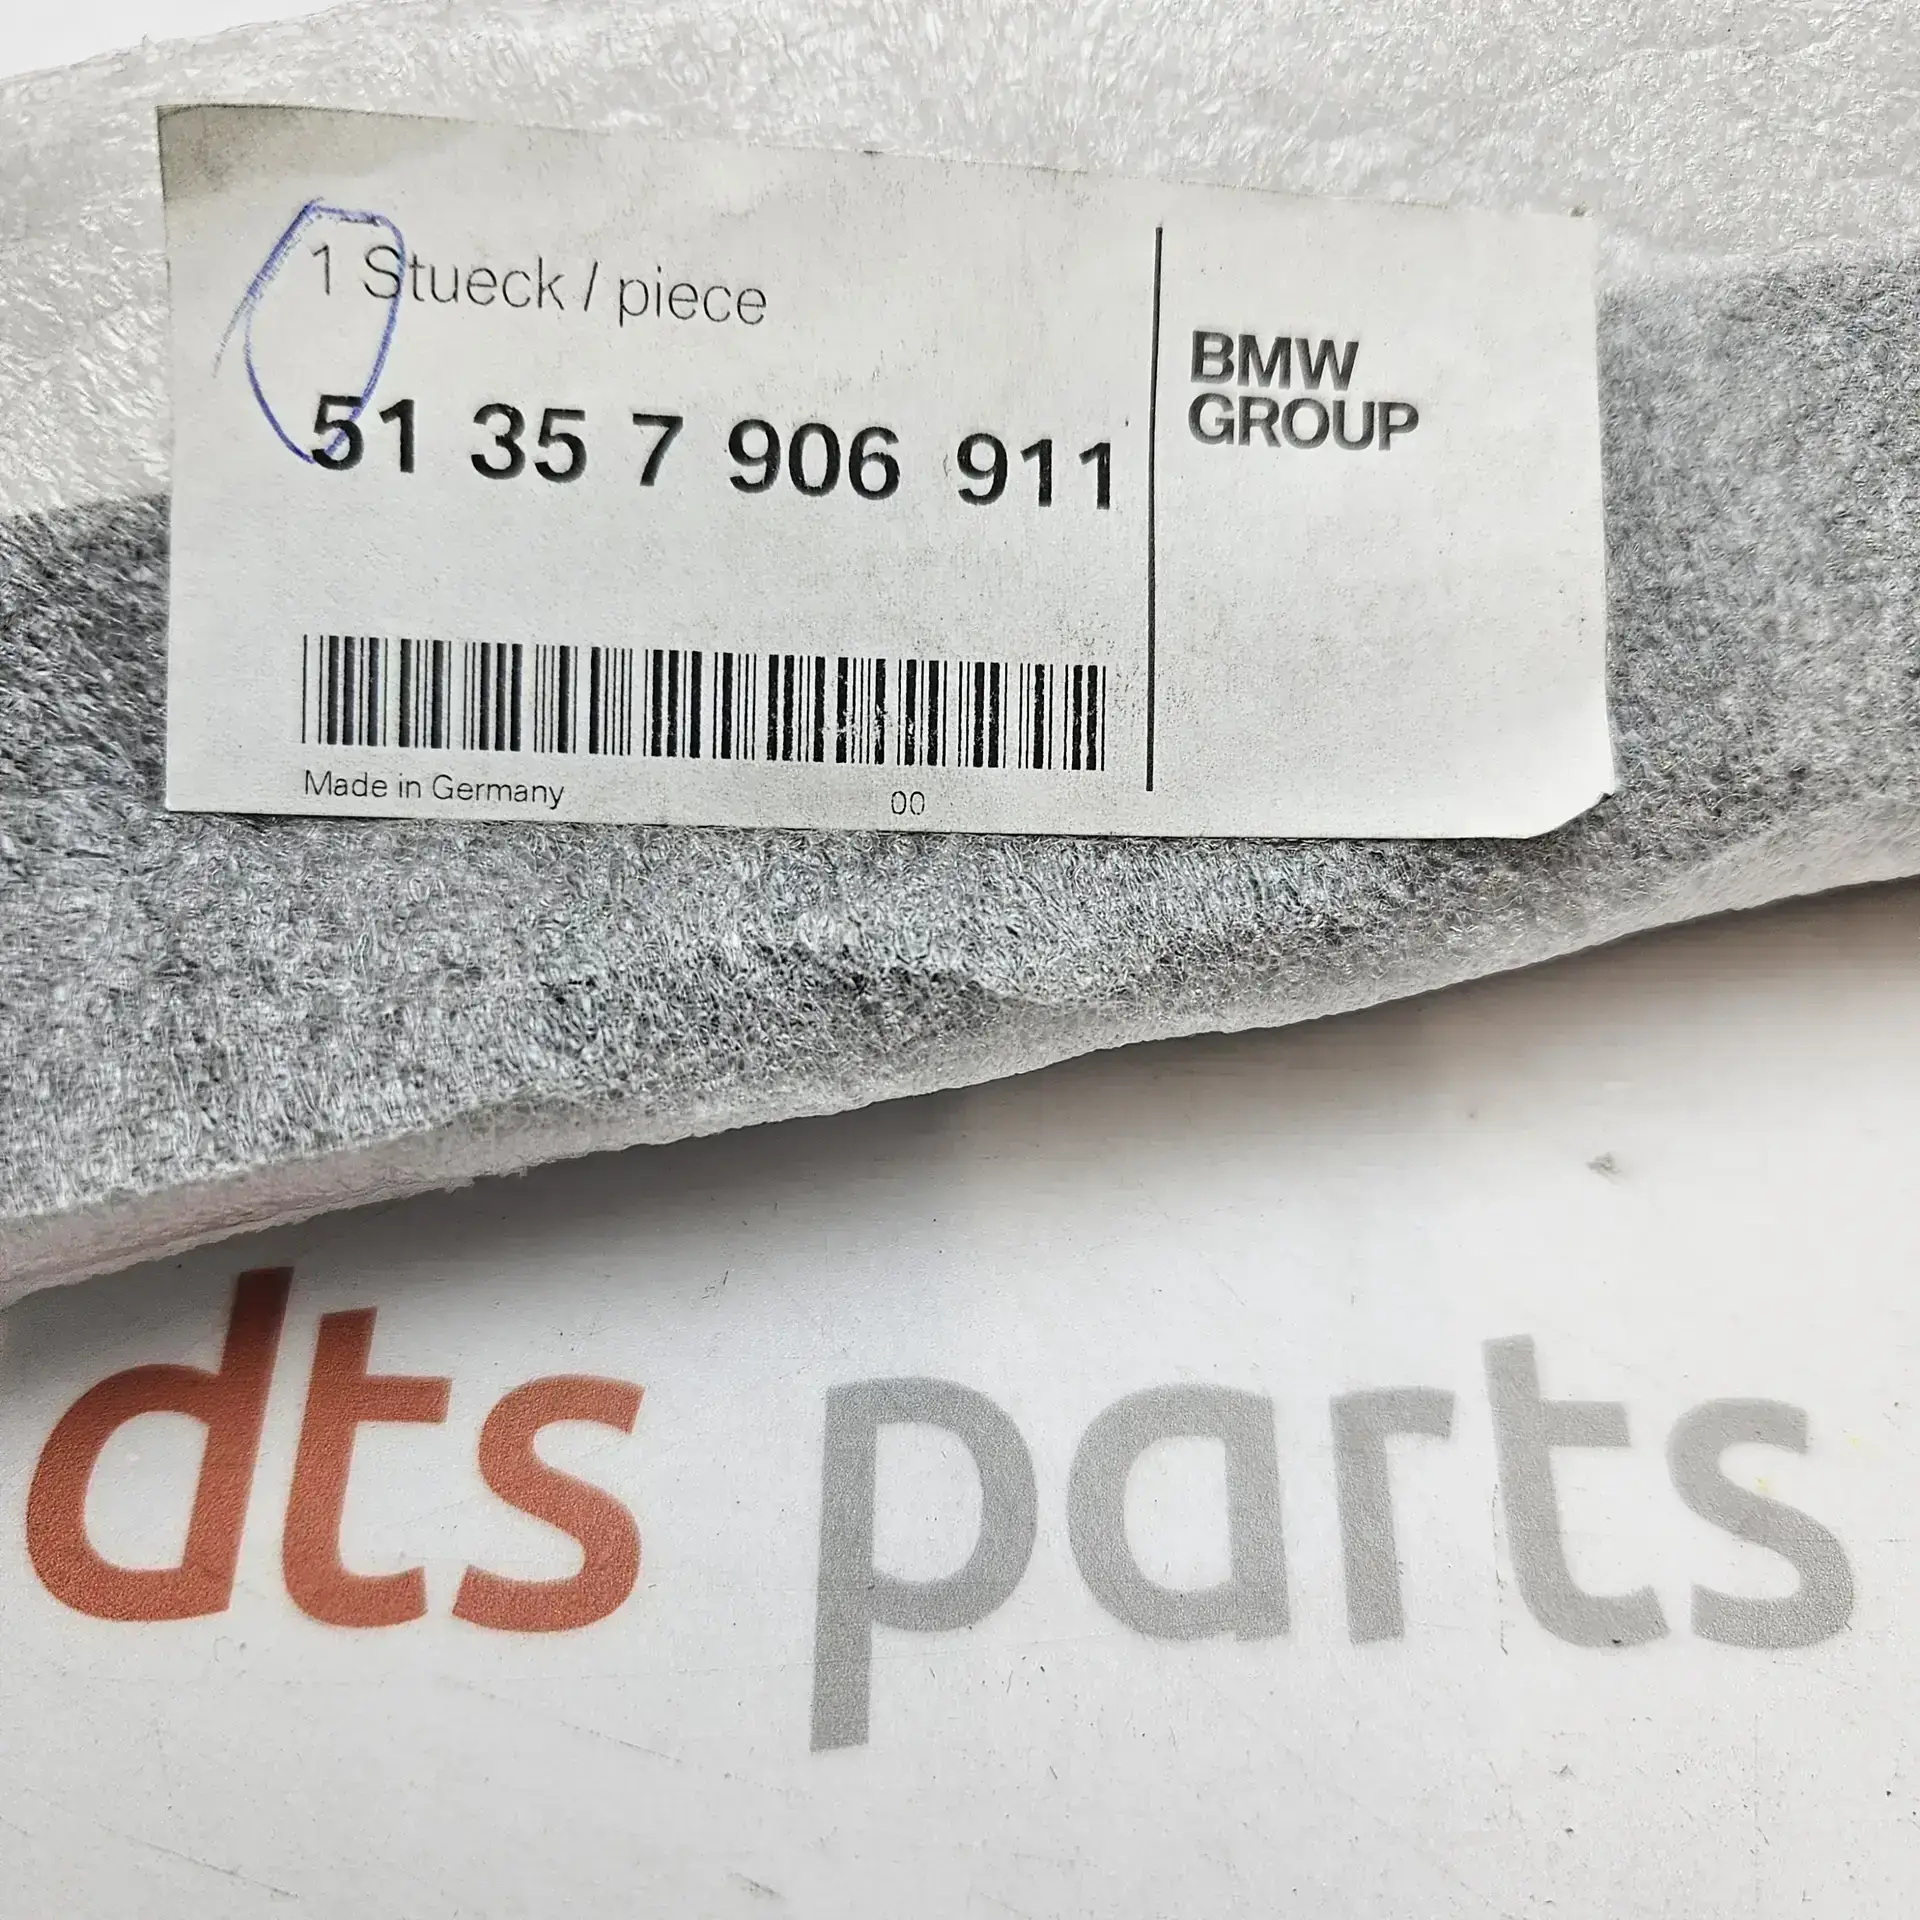 1 Stueck / piece
51 35 7 906 911
BMW
GROUP
Made in Germany
00
dts parts